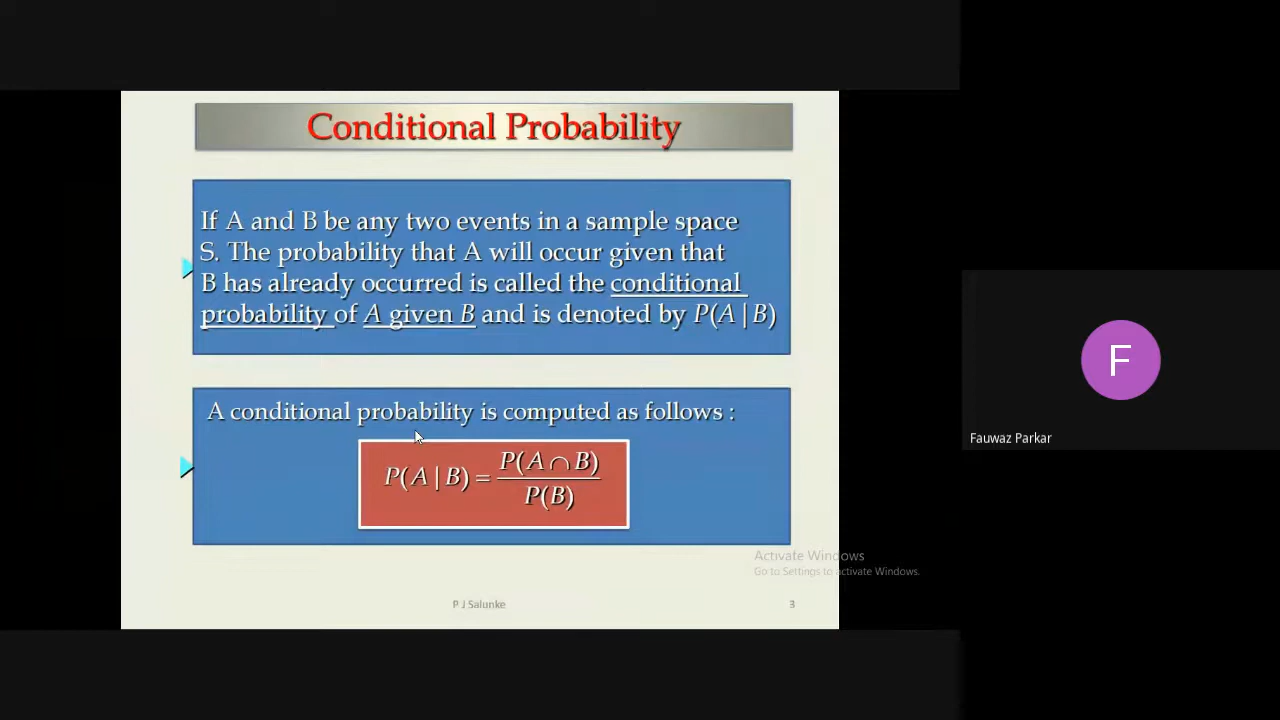 Conditional Probability
If A and B be any two events in a sample space
S. The probability that A will occur given that
B has already occurred is called the conditional
probability of A given B and is denoted by P(A|B)
A conditional probability is computed as follows :
P(A|B) = P(A ∩ B) / P(B)
Activate Windows
Go to Settings to activate Windows.
P J Salunke 3
F
Fauwaz Parkar